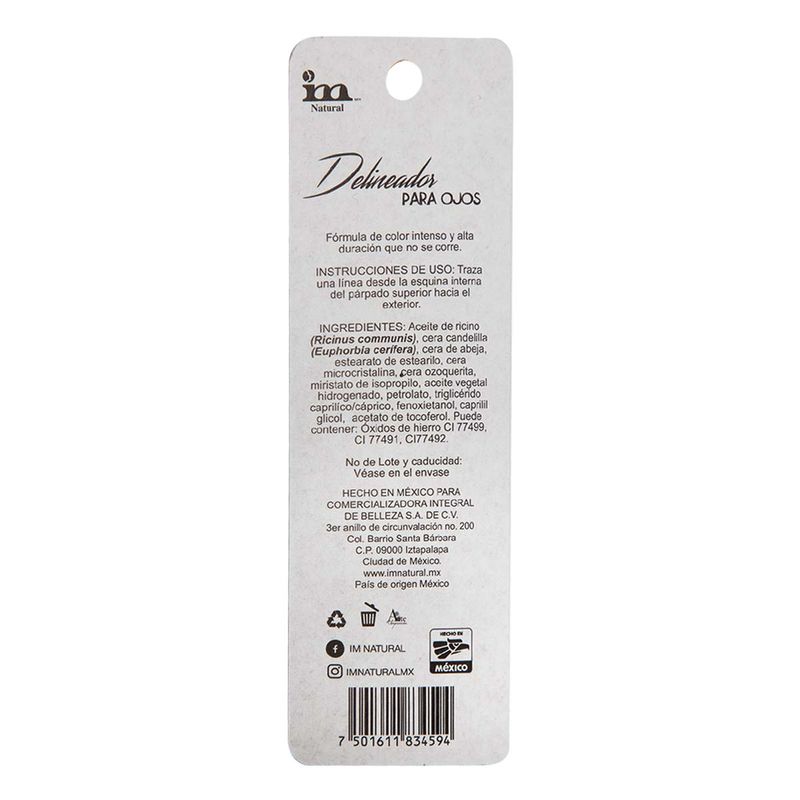 im
Natural
Delineador
PARA OJOS
Fórmula de color intenso y alta
duración que no se corre.
INSTRUCCIONES DE USO: Traza
una línea desde la esquina interna
del párpado superior hacia el
exterior.
INGREDIENTES: Aceite de ricino
(Ricinus communis), cera candelilla
(Euphorbia cerífera), cera de abeja,
estearato de estearilo, cera
microcristalina, cera ozoquerita,
miristato de isopropilo, aceite vegetal
hidrogenado, petrolato, triglicérido
caprilíco/cáprico, fenoxietanol, caprilil
glicol, acetato de tocoferol. Puede
contener: Óxidos de hierro CI 77499,
CI 77491, CI77492.
No de Lote y caducidad:
Véase en el envase
HECHO EN MÉXICO PARA
COMERCIALIZADORA INTEGRAL
DE BELLEZA S.A. DE C.V.
3er anillo de circunvalación no. 200
Col. Barrio Santa Bárbara
C.P. 09000 Iztapalapa
Ciudad de México.
www.imnatural.mx
País de origen México
IM NATURAL
HECHO EN
MÉXICO
IMNATURALMX
7 501611 834594